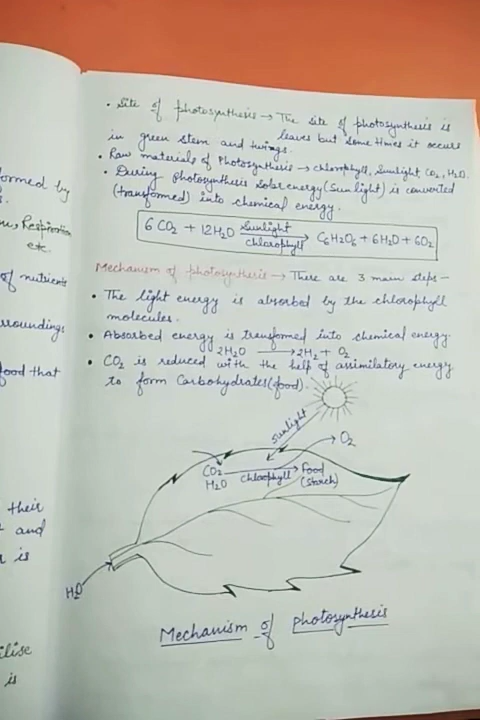 ormed by
Respiration
etc.
of nutrients
rroundings
food that
their
and
is
ilise
is
• Site of photosynthesis → The site of photosynthesis is
leaves but some times it occurs
in green stem and twings.
• Raw materials of Photosynthesis → chlorophyll, Sunlight, CO2, H2O.
• During photosynthesis solar energy (Sun light) is converted
(transformed) into chemical energy.
6 CO2 + 12H2O Sunlight → chlorophyll C6H12O6 + 6H2O + 6O2
Mechanism of photosynthesis → There are 3 main steps –
• The light energy is absorbed by the chlorophyll
molecules.
• Absorbed energy is transformed into chemical energy.
2H2O → 2H2 + O2
• CO2 is reduced with the help of assimilatory energy
to form Carbohydrates (food).
sunlight
O2
CO2 → Food
H2O Chlorophyll (starch)
H2O
Mechanism of photosynthesis